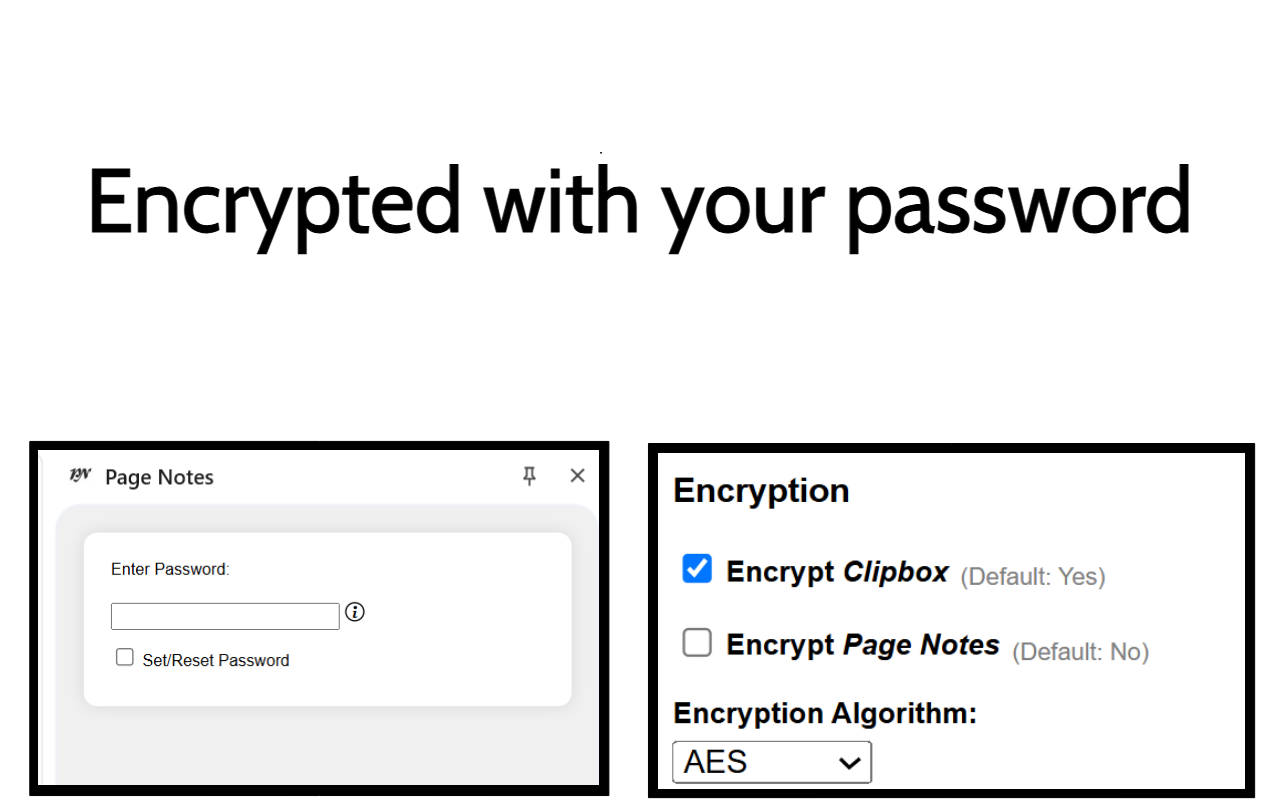 Encrypted with your password
PN Page Notes
Enter Password:
Set/Reset Password
Encryption
Encrypt Clipbox (Default: Yes)
Encrypt Page Notes (Default: No)
Encryption Algorithm:
AES